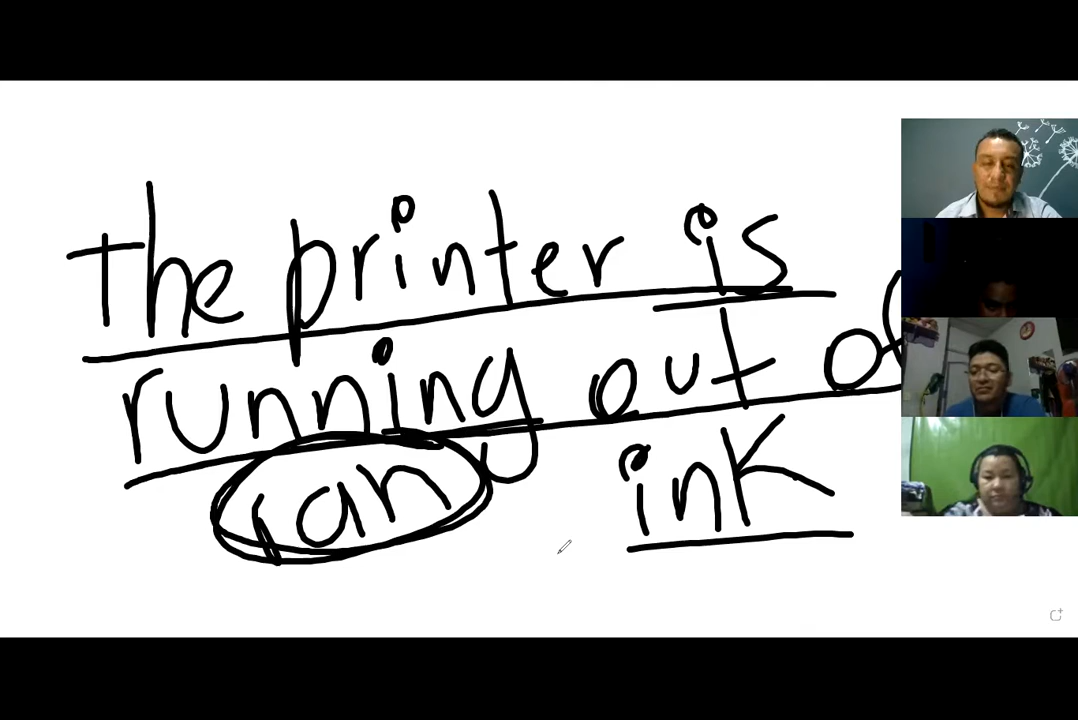 the printer is
running out of
ran ink